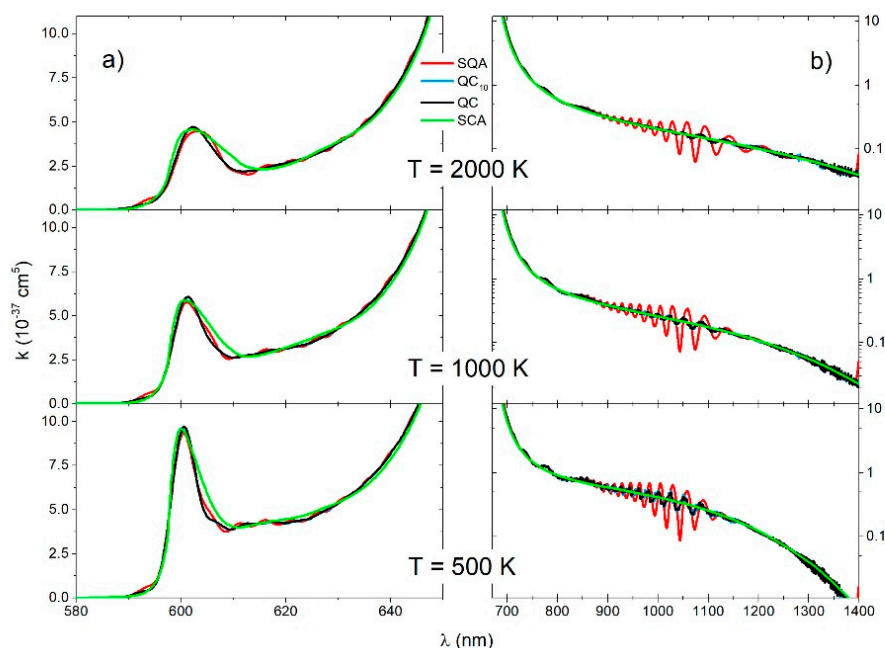 a)
b)
SQA
QC₁₀
QC
SCA
10.0
7.5
5.0
2.5
0.0
10
1
0.1
T = 2000 K
k (10⁻³⁷ cm⁵)
10.0
7.5
5.0
2.5
0.0
10
1
0.1
T = 1000 K
10.0
7.5
5.0
2.5
0.0
10
1
0.1
T = 500 K
580 600 620 640
700 800 900 1000 1100 1200 1300 1400
λ (nm)